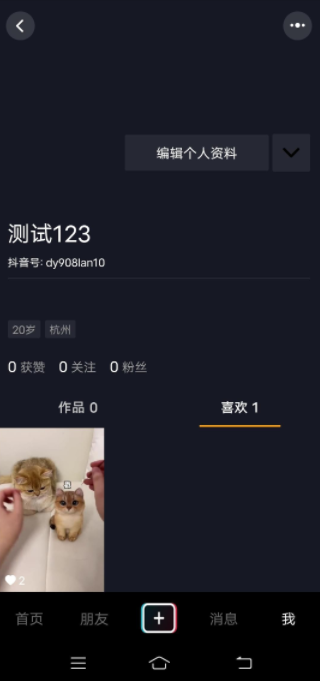 编辑个人资料
测试123
抖音号: dy908lan10
20岁 杭州
0 获赞 0 关注 0 粉丝
作品 0 喜欢 1
2
首页 朋友 消息 我